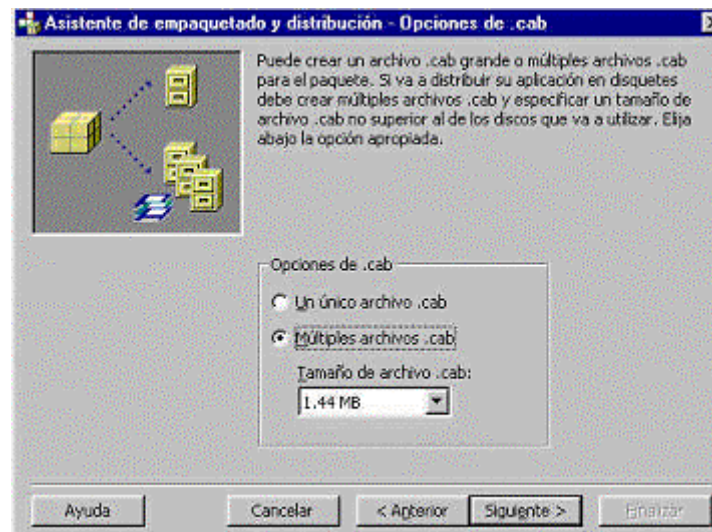 Asistente de empaquetado y distribución - Opciones de .cab
Puede crear un archivo .cab grande o múltiples archivos .cab
para el paquete. Si va a distribuir su aplicación en disquetes
debe crear múltiples archivos .cab y especificar un tamaño de
archivo .cab no superior al de los discos que va a utilizar. Elija
abajo la opción apropiada.
Opciones de .cab
Un único archivo .cab
Múltiples archivos .cab
Tamaño de archivo .cab:
1.44 MB
Ayuda
Cancelar
< Anterior
Siguiente >
Finalizar